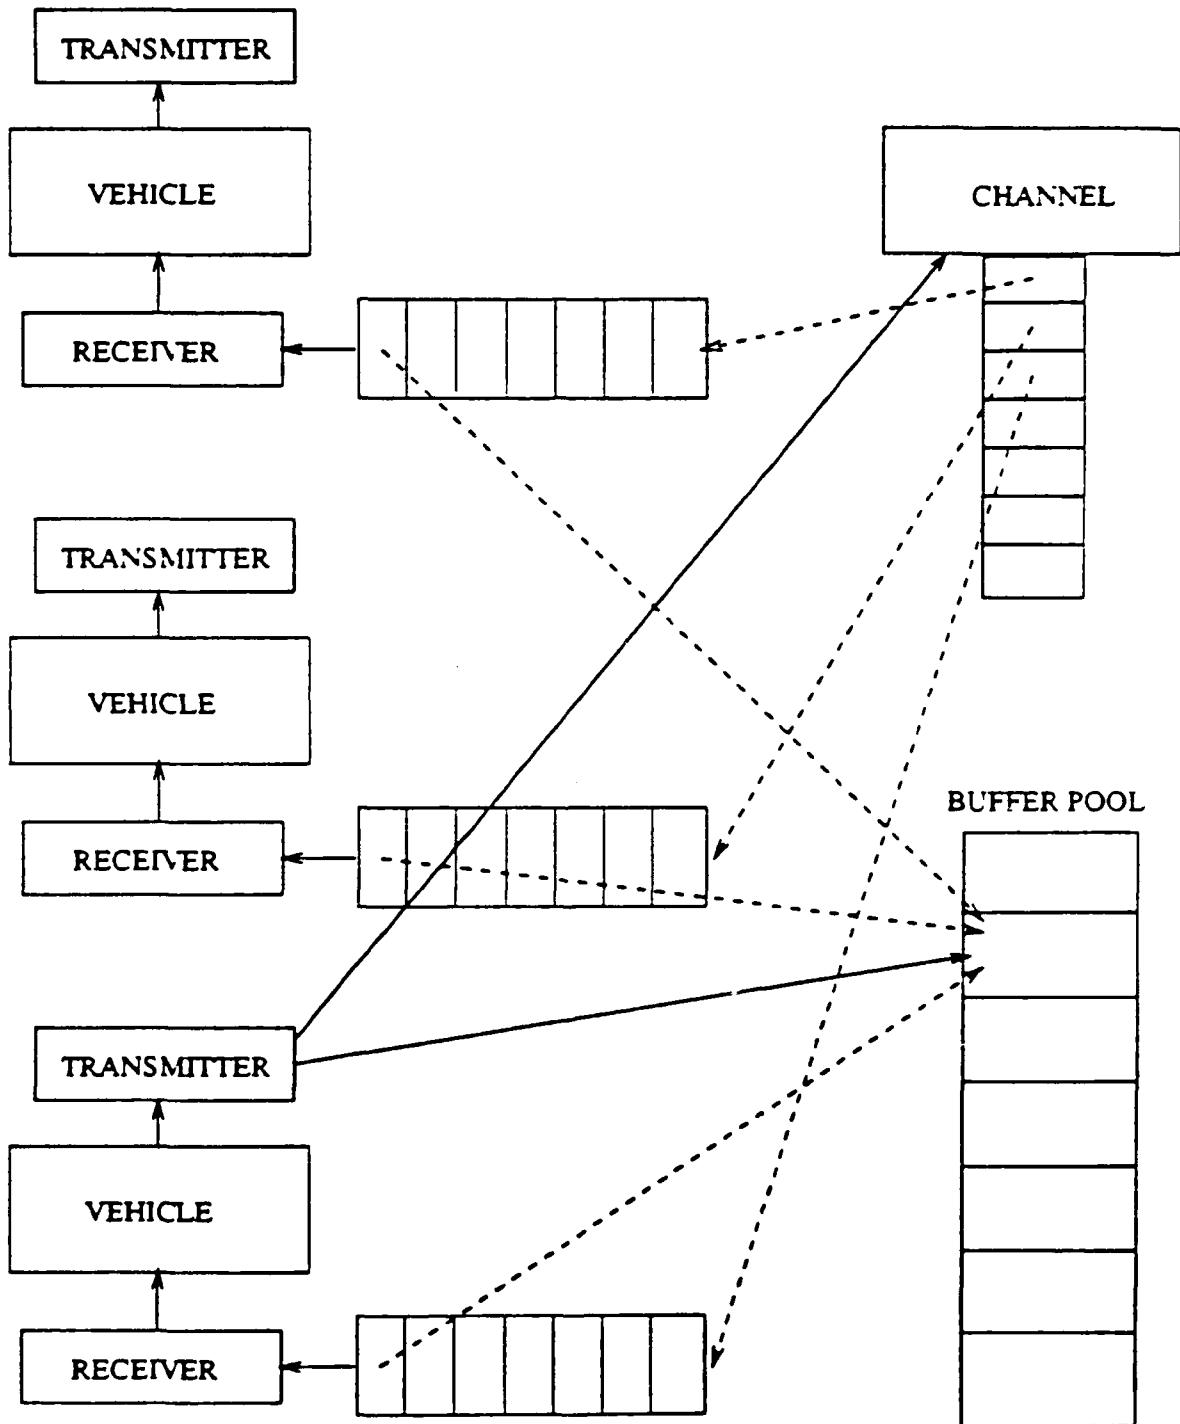 TRANSMITTER
VEHICLE
CHANNEL
RECEIVER
TRANSMITTER
VEHICLE
BUFFER POOL
RECEIVER
TRANSMITTER
VEHICLE
RECEIVER